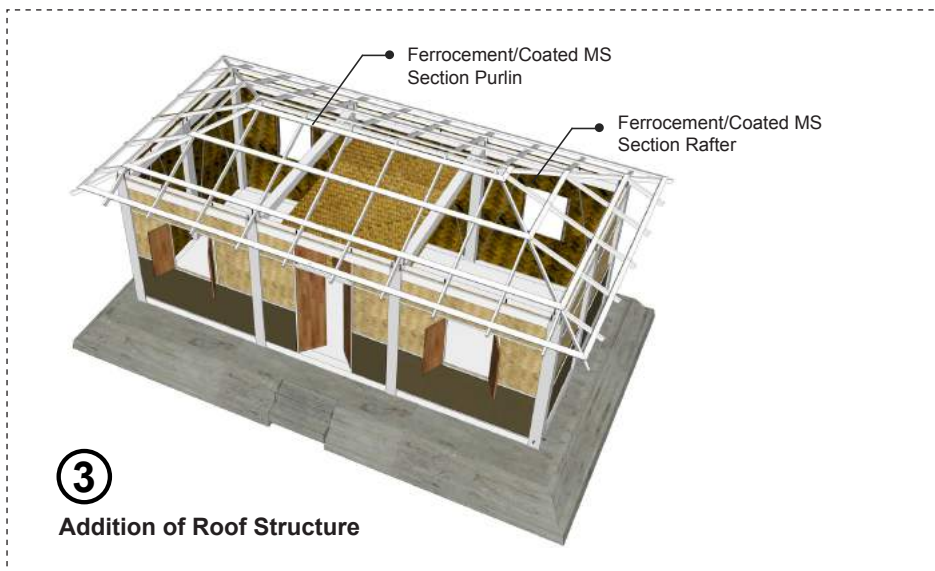 Ferrocement/Coated MS
Section Purlin
Ferrocement/Coated MS
Section Rafter
3
Addition of Roof Structure